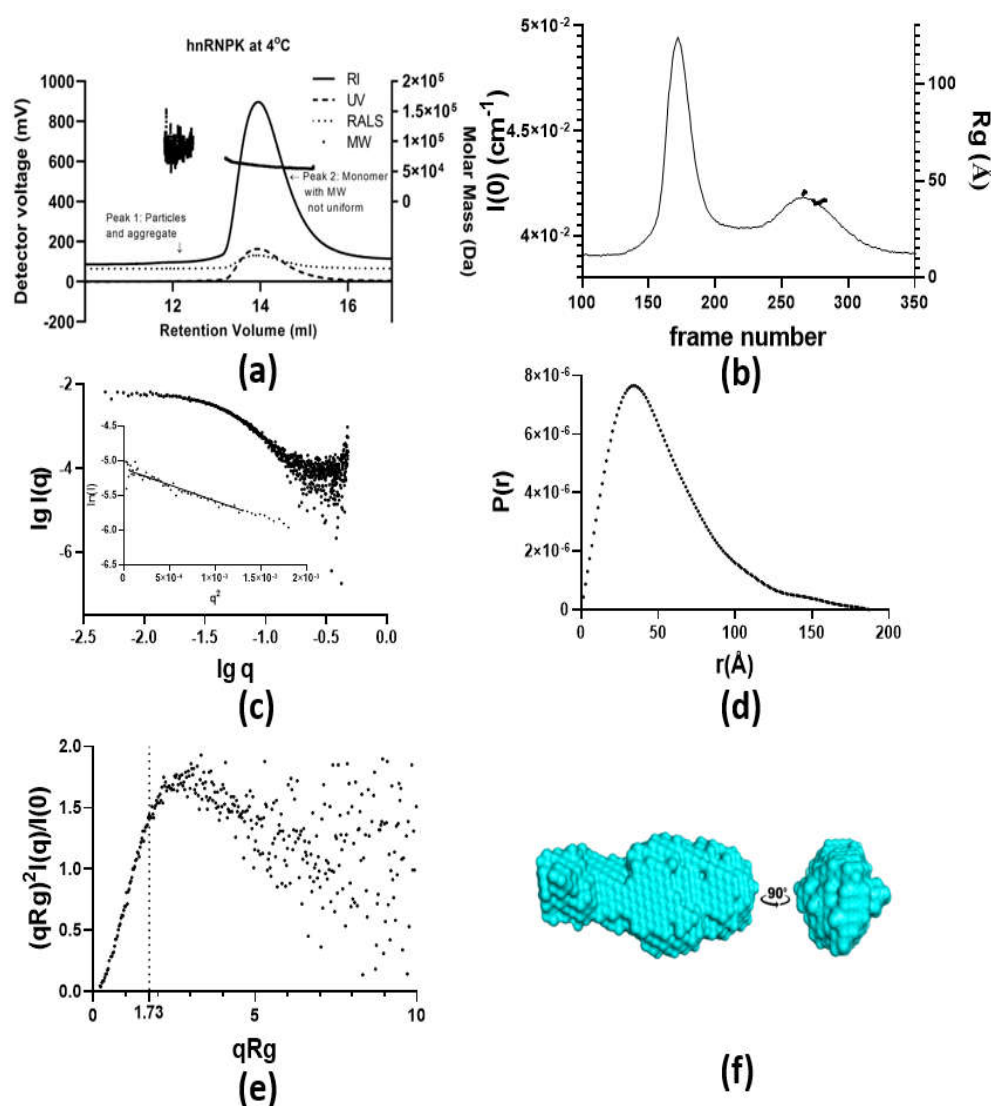 hnRNPK at 4°C
1000
800
600
400
200
0
-200
Detector voltage (mV)
12
14
16
Retention Volume (ml)
2×10⁵
1.5×10⁵
1×10⁵
5×10⁴
0
Molar Mass (Da)
RI
UV
RALS
MW
Peak 1: Particles
and aggregate ↓
← Peak 2: Monomer
with MW
not uniform
(a)
5×10⁻²
4.5×10⁻²
4×10⁻²
I(0) (cm⁻¹)
100
50
0
Rg (Å)
100
150
200
250
300
350
frame number
(b)
-2
-4
-6
lg I(q)
-2.5
-2.0
-1.5
-1.0
-0.5
0.0
lg q
-4.5
-5.0
-5.5
-6.0
-6.5
ln(I)
0
5×10⁻⁴
1×10⁻³
1.5×10⁻³
2×10⁻³
q²
(c)
8×10⁻⁶
6×10⁻⁶
4×10⁻⁶
2×10⁻⁶
0
P(r)
0
50
100
150
200
r(Å)
(d)
2.0
1.5
1.0
0.5
0.0
(qRg)²I(q)/I(0)
0
1.73
5
10
qRg
(e)
90°
(f)